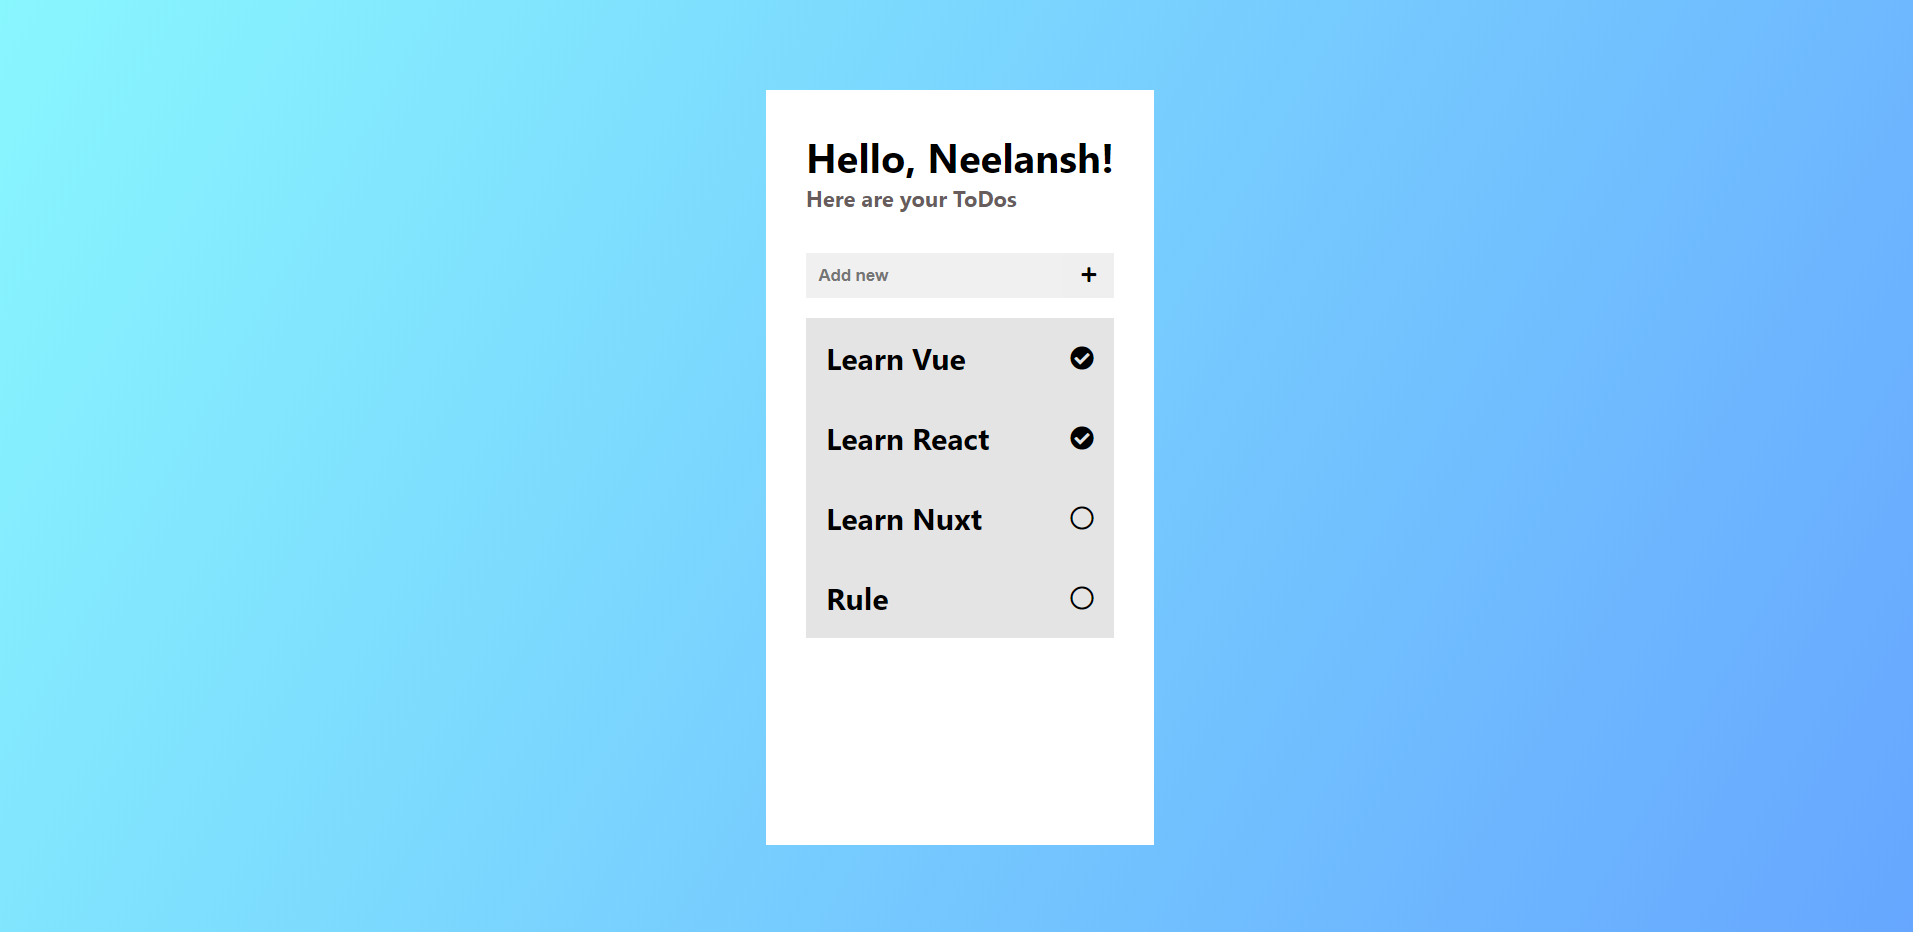 Hello, Neelansh!
Here are your ToDos
Add new +
Learn Vue
Learn React
Learn Nuxt
Rule